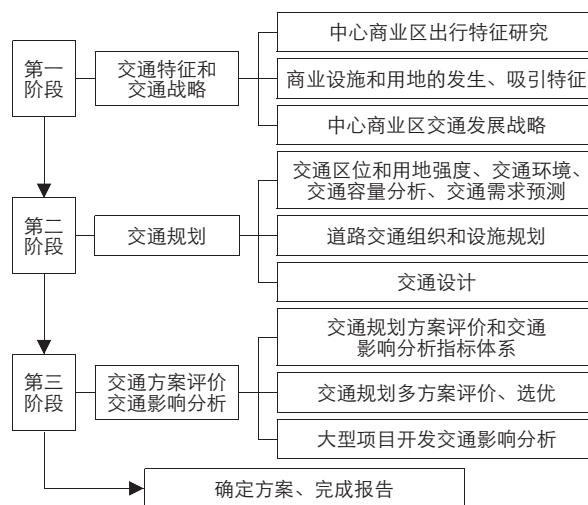 第一
阶段
交通特征和
交通战略
中心商业区出行特征研究
商业设施和用地的发生、吸引特征
中心商业区交通发展战略
第二
阶段
交通规划
交通区位和用地强度、交通环境、
交通容量分析、交通需求预测
道路交通组织和设施规划
交通设计
第三
阶段
交通方案评价
交通影响分析
交通规划方案评价和交通
影响分析指标体系
交通规划多方案评价、选优
大型项目开发交通影响分析
确定方案、完成报告